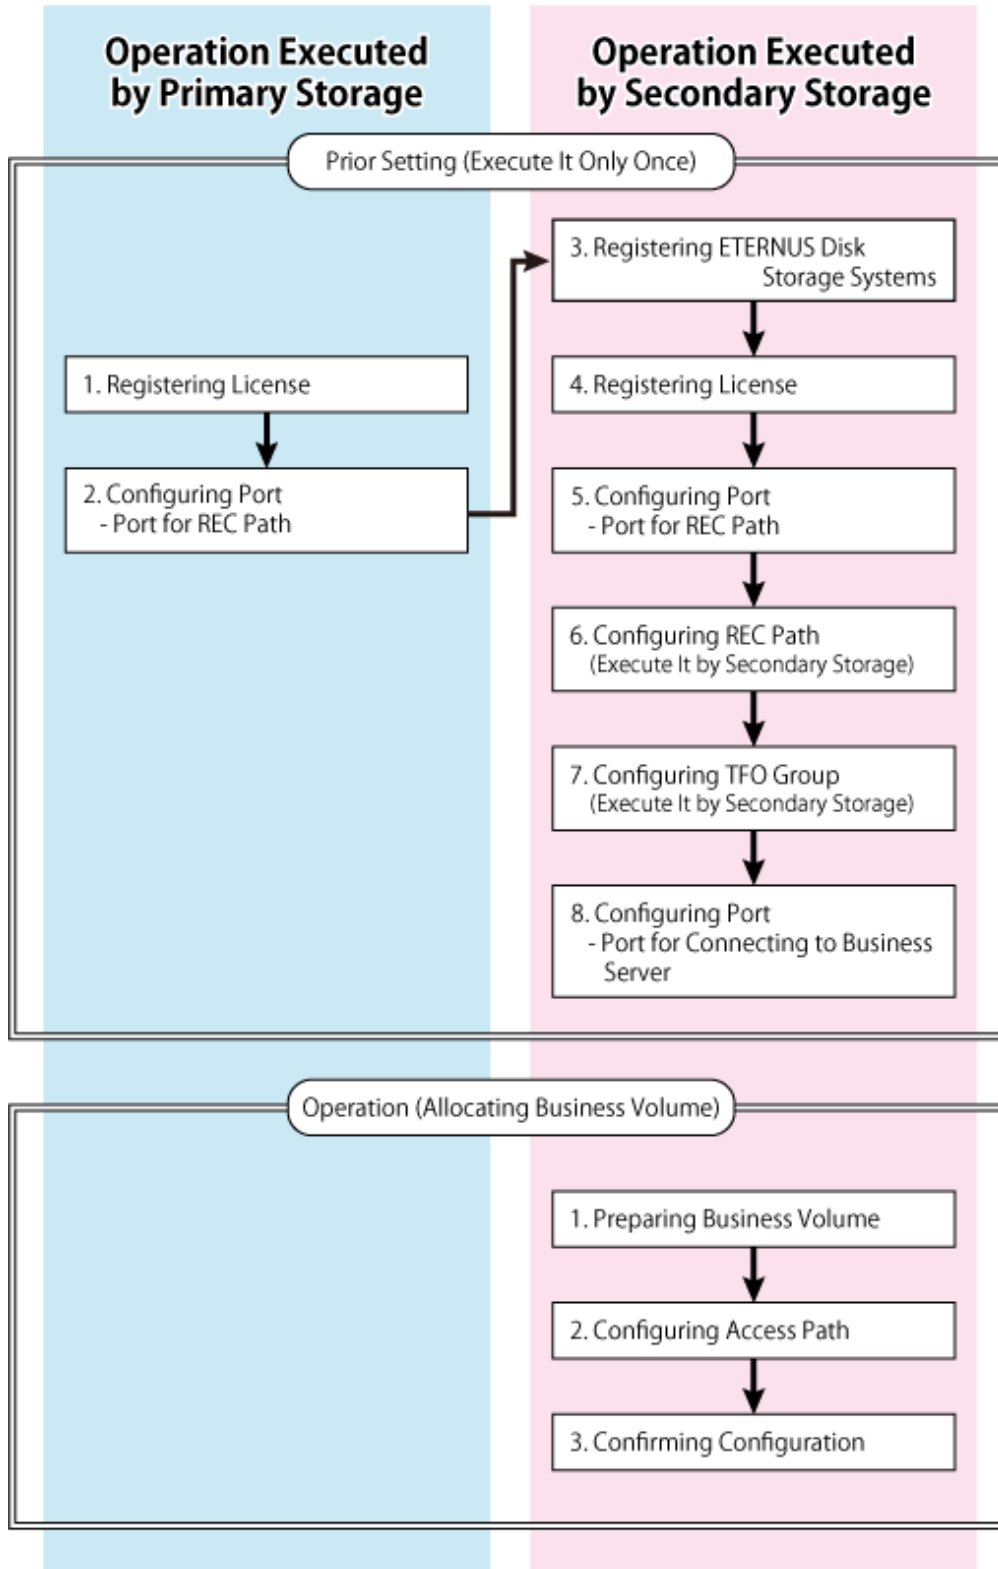 Operation Executed
by Primary Storage
Operation Executed
by Secondary Storage
Prior Setting (Execute It Only Once)
1. Registering License
2. Configuring Port
- Port for REC Path
3. Registering ETERNUS Disk
Storage Systems
4. Registering License
5. Configuring Port
- Port for REC Path
6. Configuring REC Path
(Execute It by Secondary Storage)
7. Configuring TFO Group
(Execute It by Secondary Storage)
8. Configuring Port
- Port for Connecting to Business
Server
Operation (Allocating Business Volume)
1. Preparing Business Volume
2. Configuring Access Path
3. Confirming Configuration